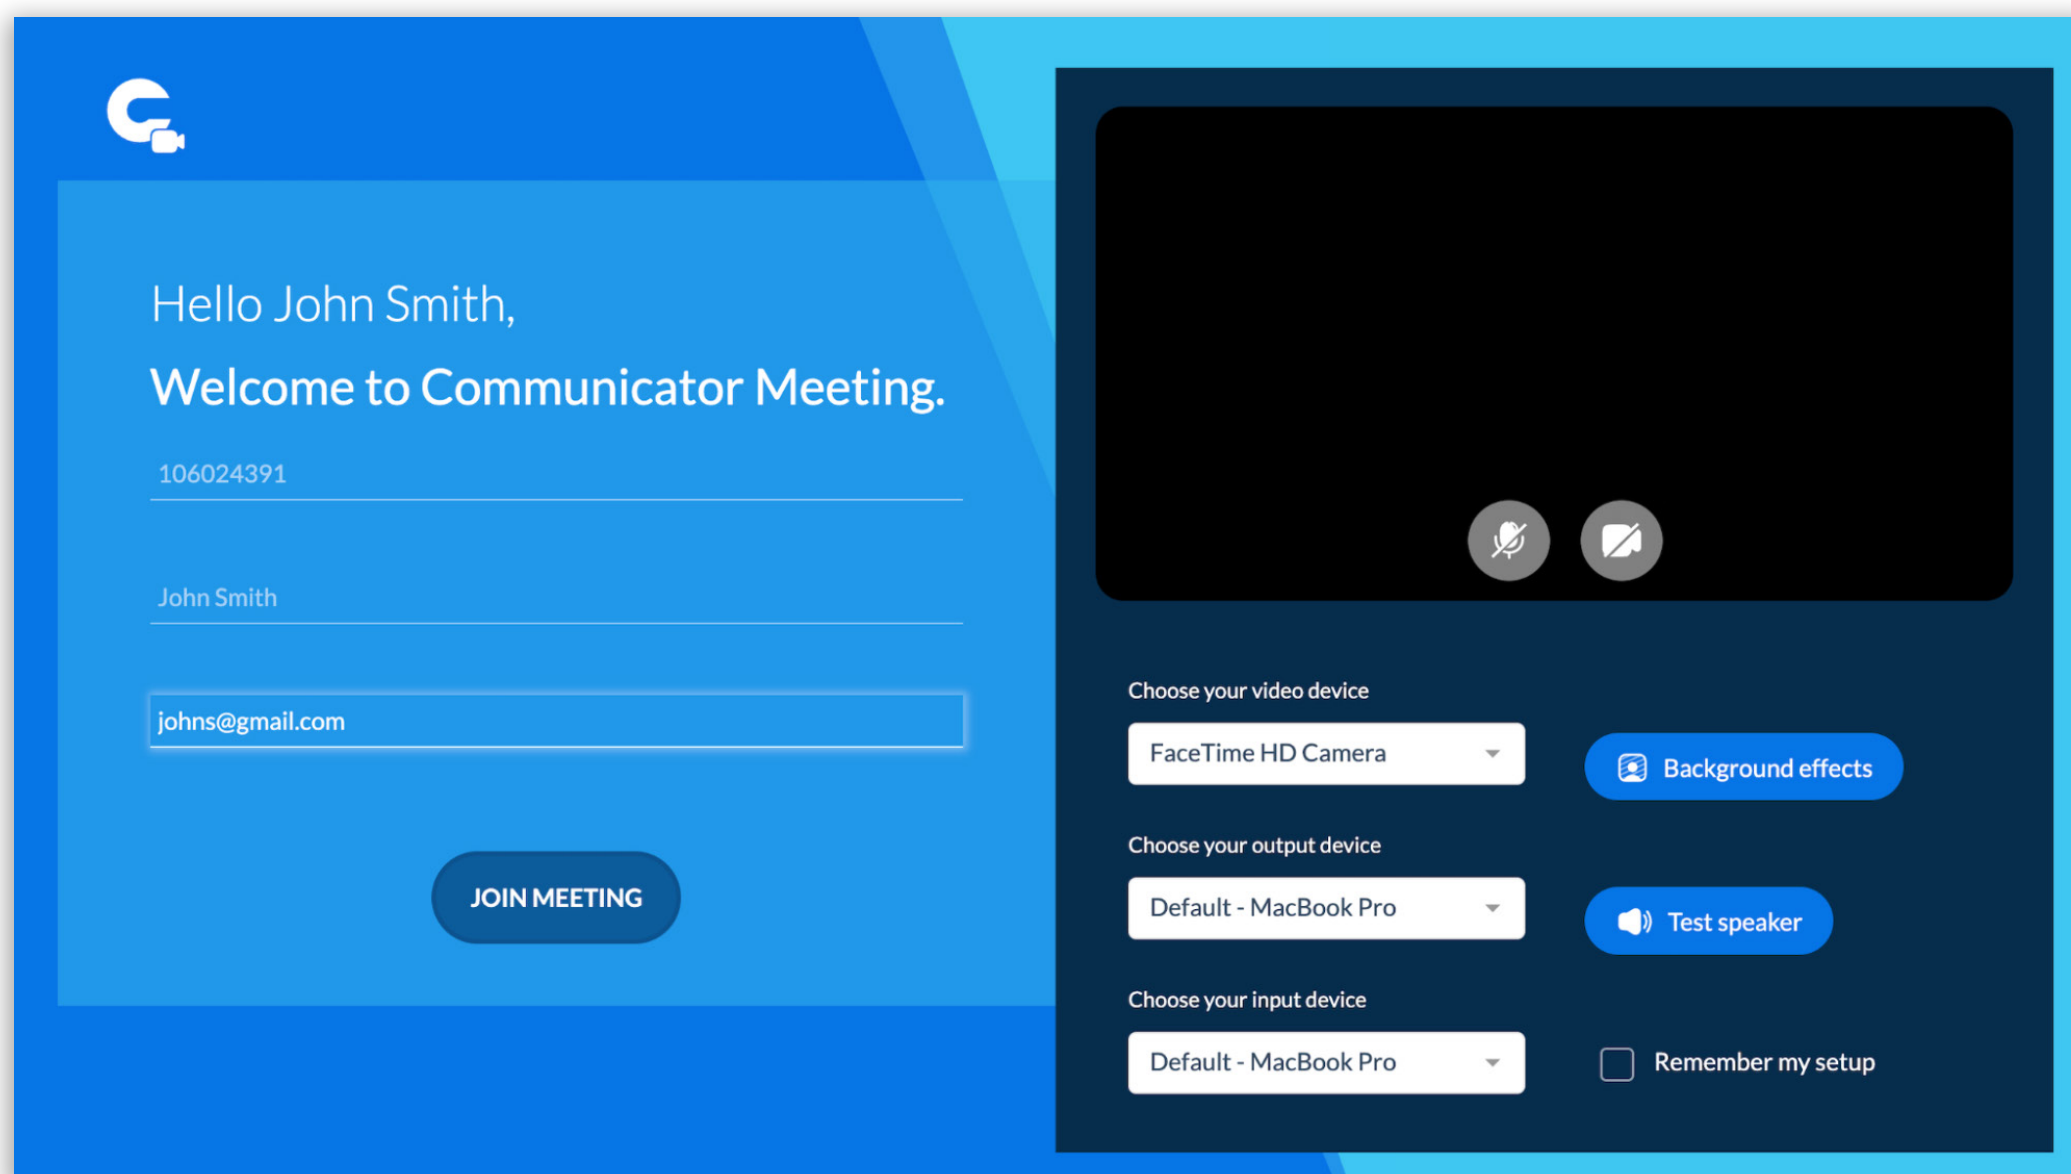 Hello John Smith,
Welcome to Communicator Meeting.
106024391
John Smith
johns@gmail.com
JOIN MEETING
Choose your video device
FaceTime HD Camera
Background effects
Choose your output device
Default - MacBook Pro
Test speaker
Choose your input device
Default - MacBook Pro
Remember my setup